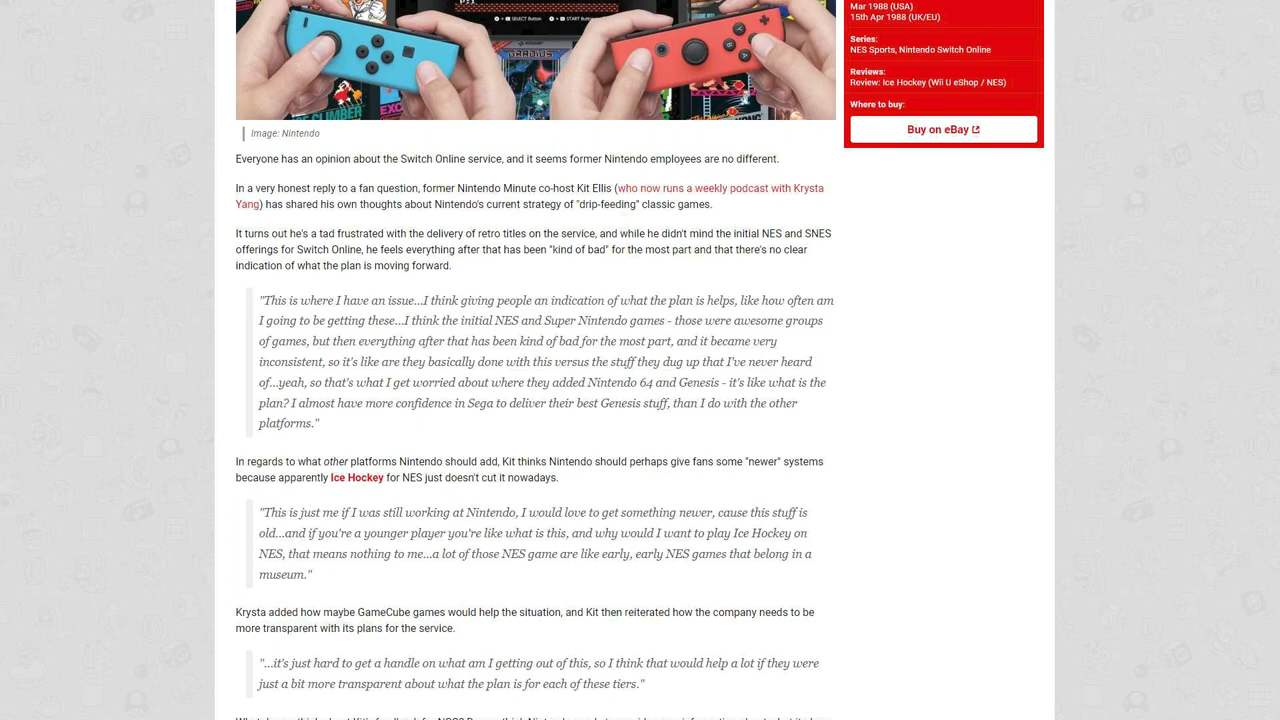 SELECT Button
START Button
GRADIUS
EXC
Mar 1988 (USA)
15th Apr 1988 (UK/EU)
Series:
NES Sports, Nintendo Switch Online
Reviews:
Review: Ice Hockey (Wii U eShop / NES)
Where to buy:
Buy on eBay
Image: Nintendo
Everyone has an opinion about the Switch Online service, and it seems former Nintendo employees are no different.
In a very honest reply to a fan question, former Nintendo Minute co-host Kit Ellis (who now runs a weekly podcast with Krysta
Yang) has shared his own thoughts about Nintendo's current strategy of "drip-feeding" classic games.
It turns out he's a tad frustrated with the delivery of retro titles on the service, and while he didn't mind the initial NES and SNES
offerings for Switch Online, he feels everything after that has been "kind of bad" for the most part and that there's no clear
indication of what the plan is moving forward.
"This is where I have an issue...I think giving people an indication of what the plan is helps, like how often am
I going to be getting these...I think the initial NES and Super Nintendo games - those were awesome groups
of games, but then everything after that has been kind of bad for the most part, and it became very
inconsistent, so it's like are they basically done with this versus the stuff they dug up that I've never heard
of...yeah, so that's what I get worried about where they added Nintendo 64 and Genesis - it's like what is the
plan? I almost have more confidence in Sega to deliver their best Genesis stuff, than I do with the other
platforms."
In regards to what other platforms Nintendo should add, Kit thinks Nintendo should perhaps give fans some "newer" systems
because apparently Ice Hockey for NES just doesn't cut it nowadays.
"This is just me if I was still working at Nintendo, I would love to get something newer, cause this stuff is
old...and if you're a younger player you're like what is this, and why would I want to play Ice Hockey on
NES, that means nothing to me...a lot of those NES game are like early, early NES games that belong in a
museum."
Krysta added how maybe GameCube games would help the situation, and Kit then reiterated how the company needs to be
more transparent with its plans for the service.
"...it's just hard to get a handle on what am I getting out of this, so I think that would help a lot if they were
just a bit more transparent about what the plan is for each of these tiers."